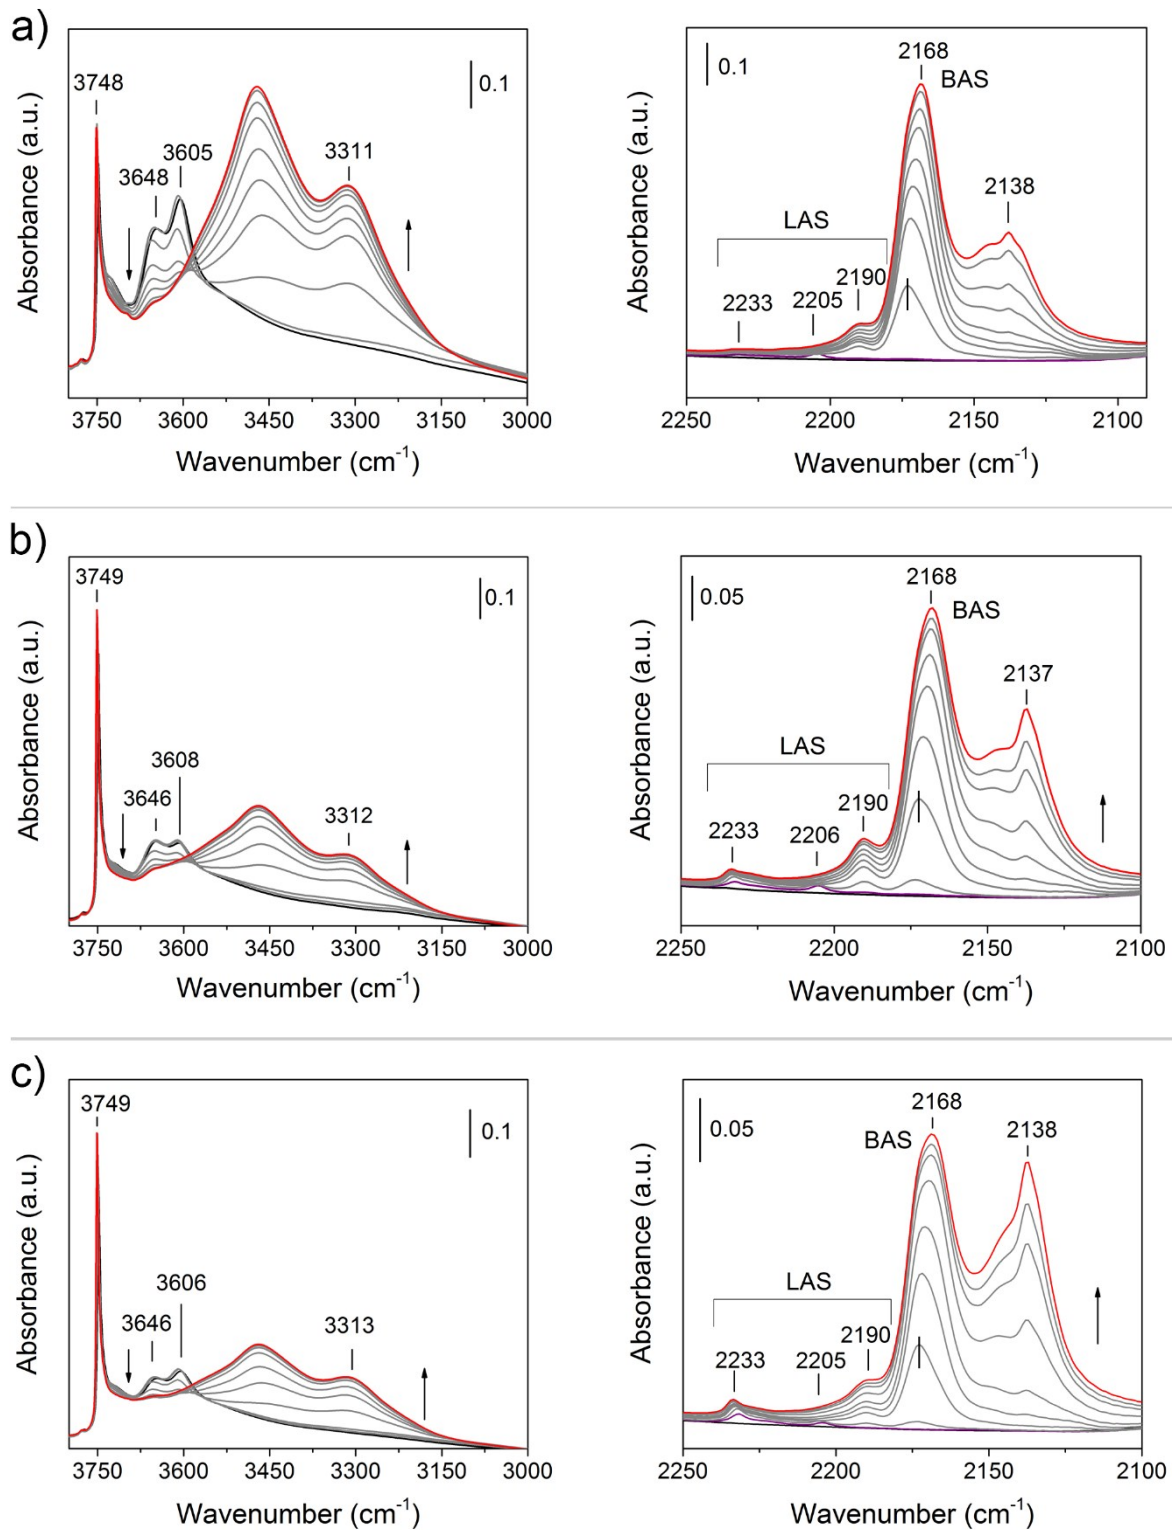 a)
3748
3648
3605
3311
0.1
Absorbance (a.u.)
3750 3600 3450 3300 3150 3000
Wavenumber (cm⁻¹)
0.1
2168
BAS
2138
LAS
2233
2205
2190
Absorbance (a.u.)
2250 2200 2150 2100
Wavenumber (cm⁻¹)
b)
3749
3646
3608
3312
0.1
Absorbance (a.u.)
3750 3600 3450 3300 3150 3000
Wavenumber (cm⁻¹)
0.05
2168
BAS
2137
LAS
2190
2233
2206
Absorbance (a.u.)
2250 2200 2150 2100
Wavenumber (cm⁻¹)
c)
3749
3606
3646
3313
0.1
Absorbance (a.u.)
3750 3600 3450 3300 3150 3000
Wavenumber (cm⁻¹)
0.05
2168
BAS
2138
LAS
2190
2233
2205
Absorbance (a.u.)
2250 2200 2150 2100
Wavenumber (cm⁻¹)